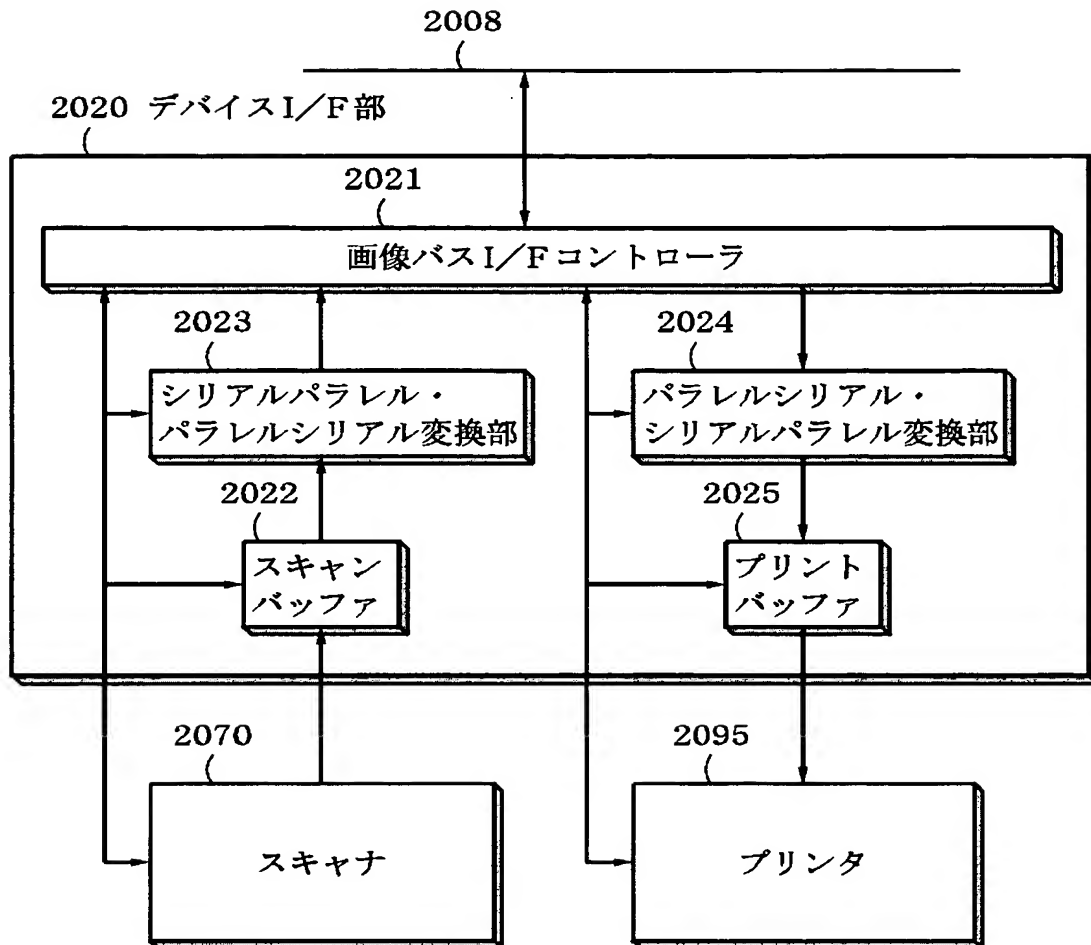 2008
2020 デバイスI/F部
2021
画像バスI/Fコントローラ
2023
シリアルパラレル・
パラレルシリアル変換部
2024
パラレルシリアル・
シリアルパラレル変換部
2022
スキャン
バッファ
2025
プリント
バッファ
2070
スキャナ
2095
プリンタ